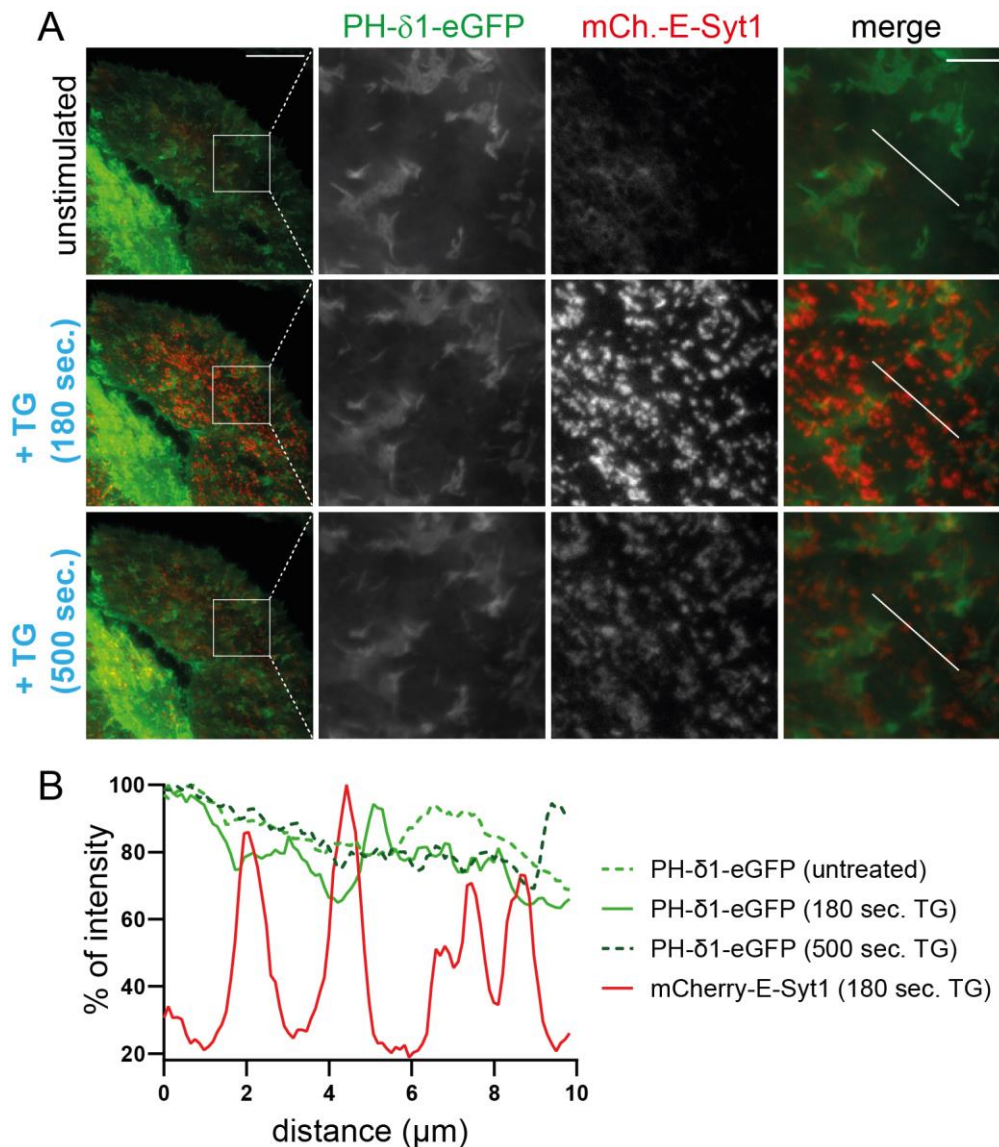 A
PH-δ1-eGFP mCh.-E-Syt1 merge
unstimulated
+ TG
(180 sec.)
+ TG
(500 sec.)
B
% of intensity
100
80
60
40
20
0 2 4 6 8 10
distance (µm)
PH-δ1-eGFP (untreated)
PH-δ1-eGFP (180 sec. TG)
PH-δ1-eGFP (500 sec. TG)
mCherry-E-Syt1 (180 sec. TG)